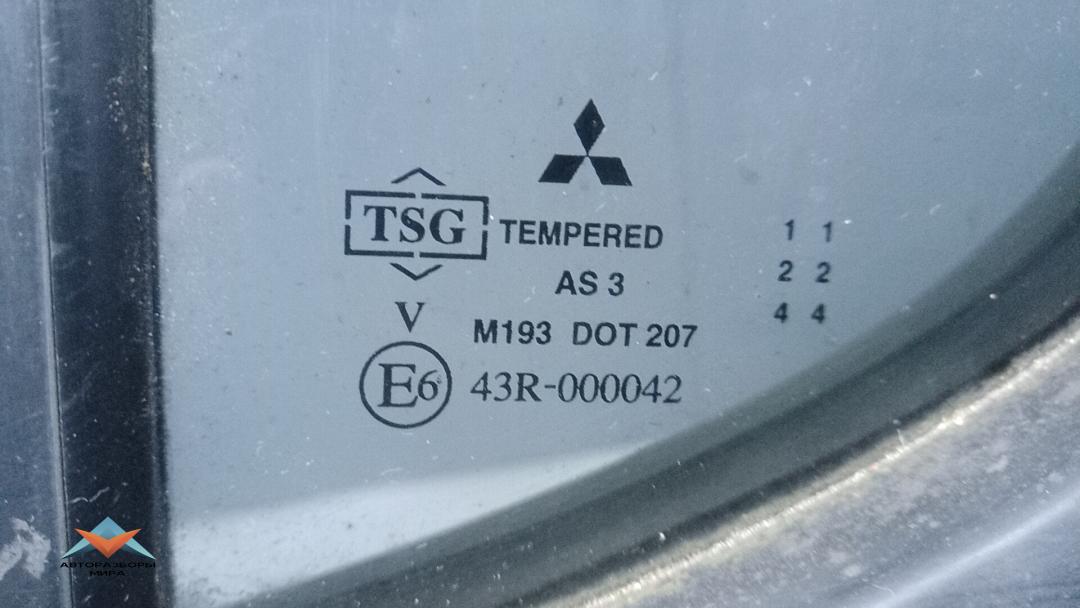 TSG TEMPERED
AS 3
V
M193 DOT 207
E6 43R-000042
1 1
2 2
4 4
АВТОРАЗБОРЫ
МИРА